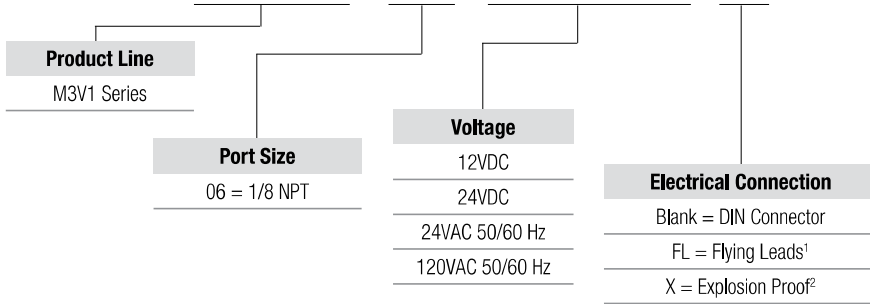 Product Line
M3V1 Series
Port Size
06 = 1/8 NPT
Voltage
12VDC
24VDC
24VAC 50/60 Hz
120VAC 50/60 Hz
Electrical Connection
Blank = DIN Connector
FL = Flying Leads¹
X = Explosion Proof²